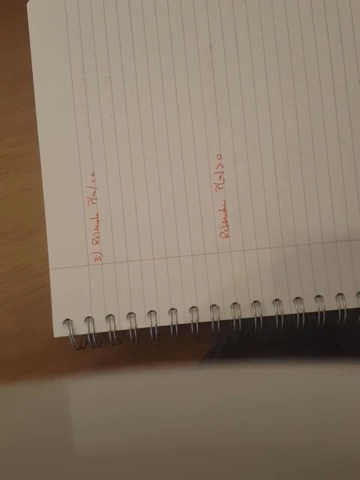 3) Résoudre P(x) = 0
Résoudre P(x) > 0